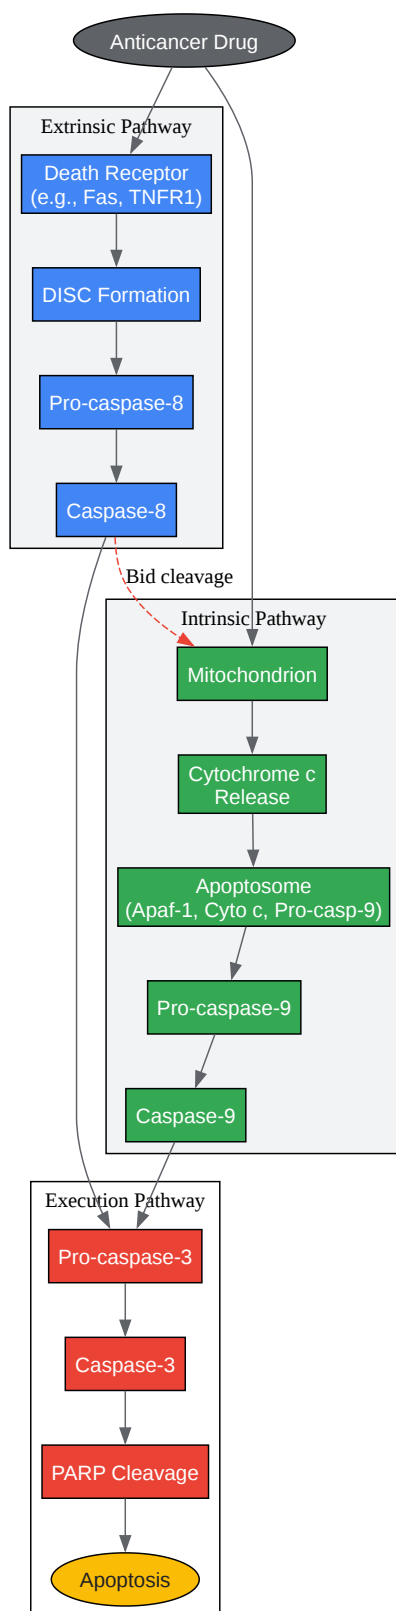 Anticancer Drug
Extrinsic Pathway
Death Receptor
(e.g., Fas, TNFR1)
DISC Formation
Pro-caspase-8
Caspase-8
Bid cleavage
Intrinsic Pathway
Mitochondrion
Cytochrome c
Release
Apoptosome
(Apaf-1, Cyto c, Pro-casp-9)
Pro-caspase-9
Caspase-9
Execution Pathway
Pro-caspase-3
Caspase-3
PARP Cleavage
Apoptosis